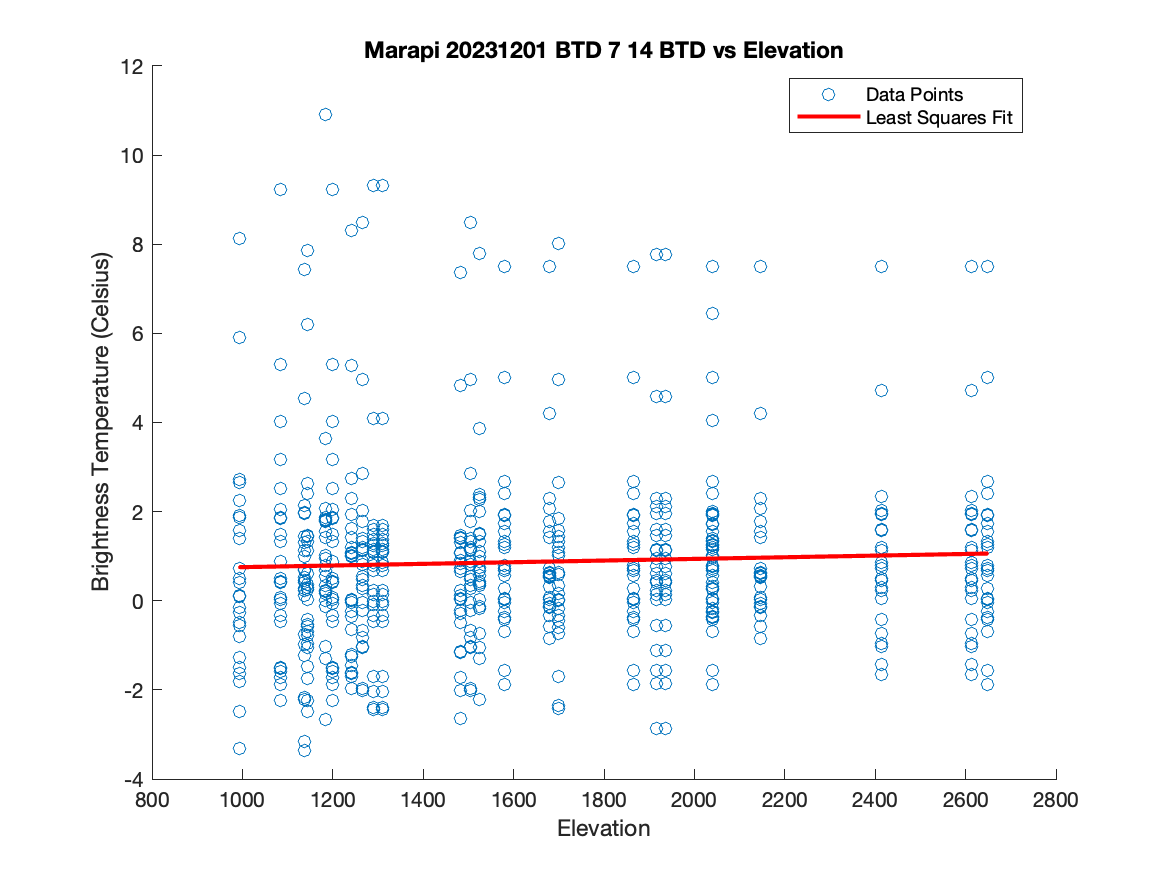 Marapi 20231201 BTD 7 14 BTD vs Elevation
Data Points
Least Squares Fit
Brightness Temperature (Celsius)
12
10
8
6
4
2
0
-2
-4
800 1000 1200 1400 1600 1800 2000 2200 2400 2600 2800
Elevation